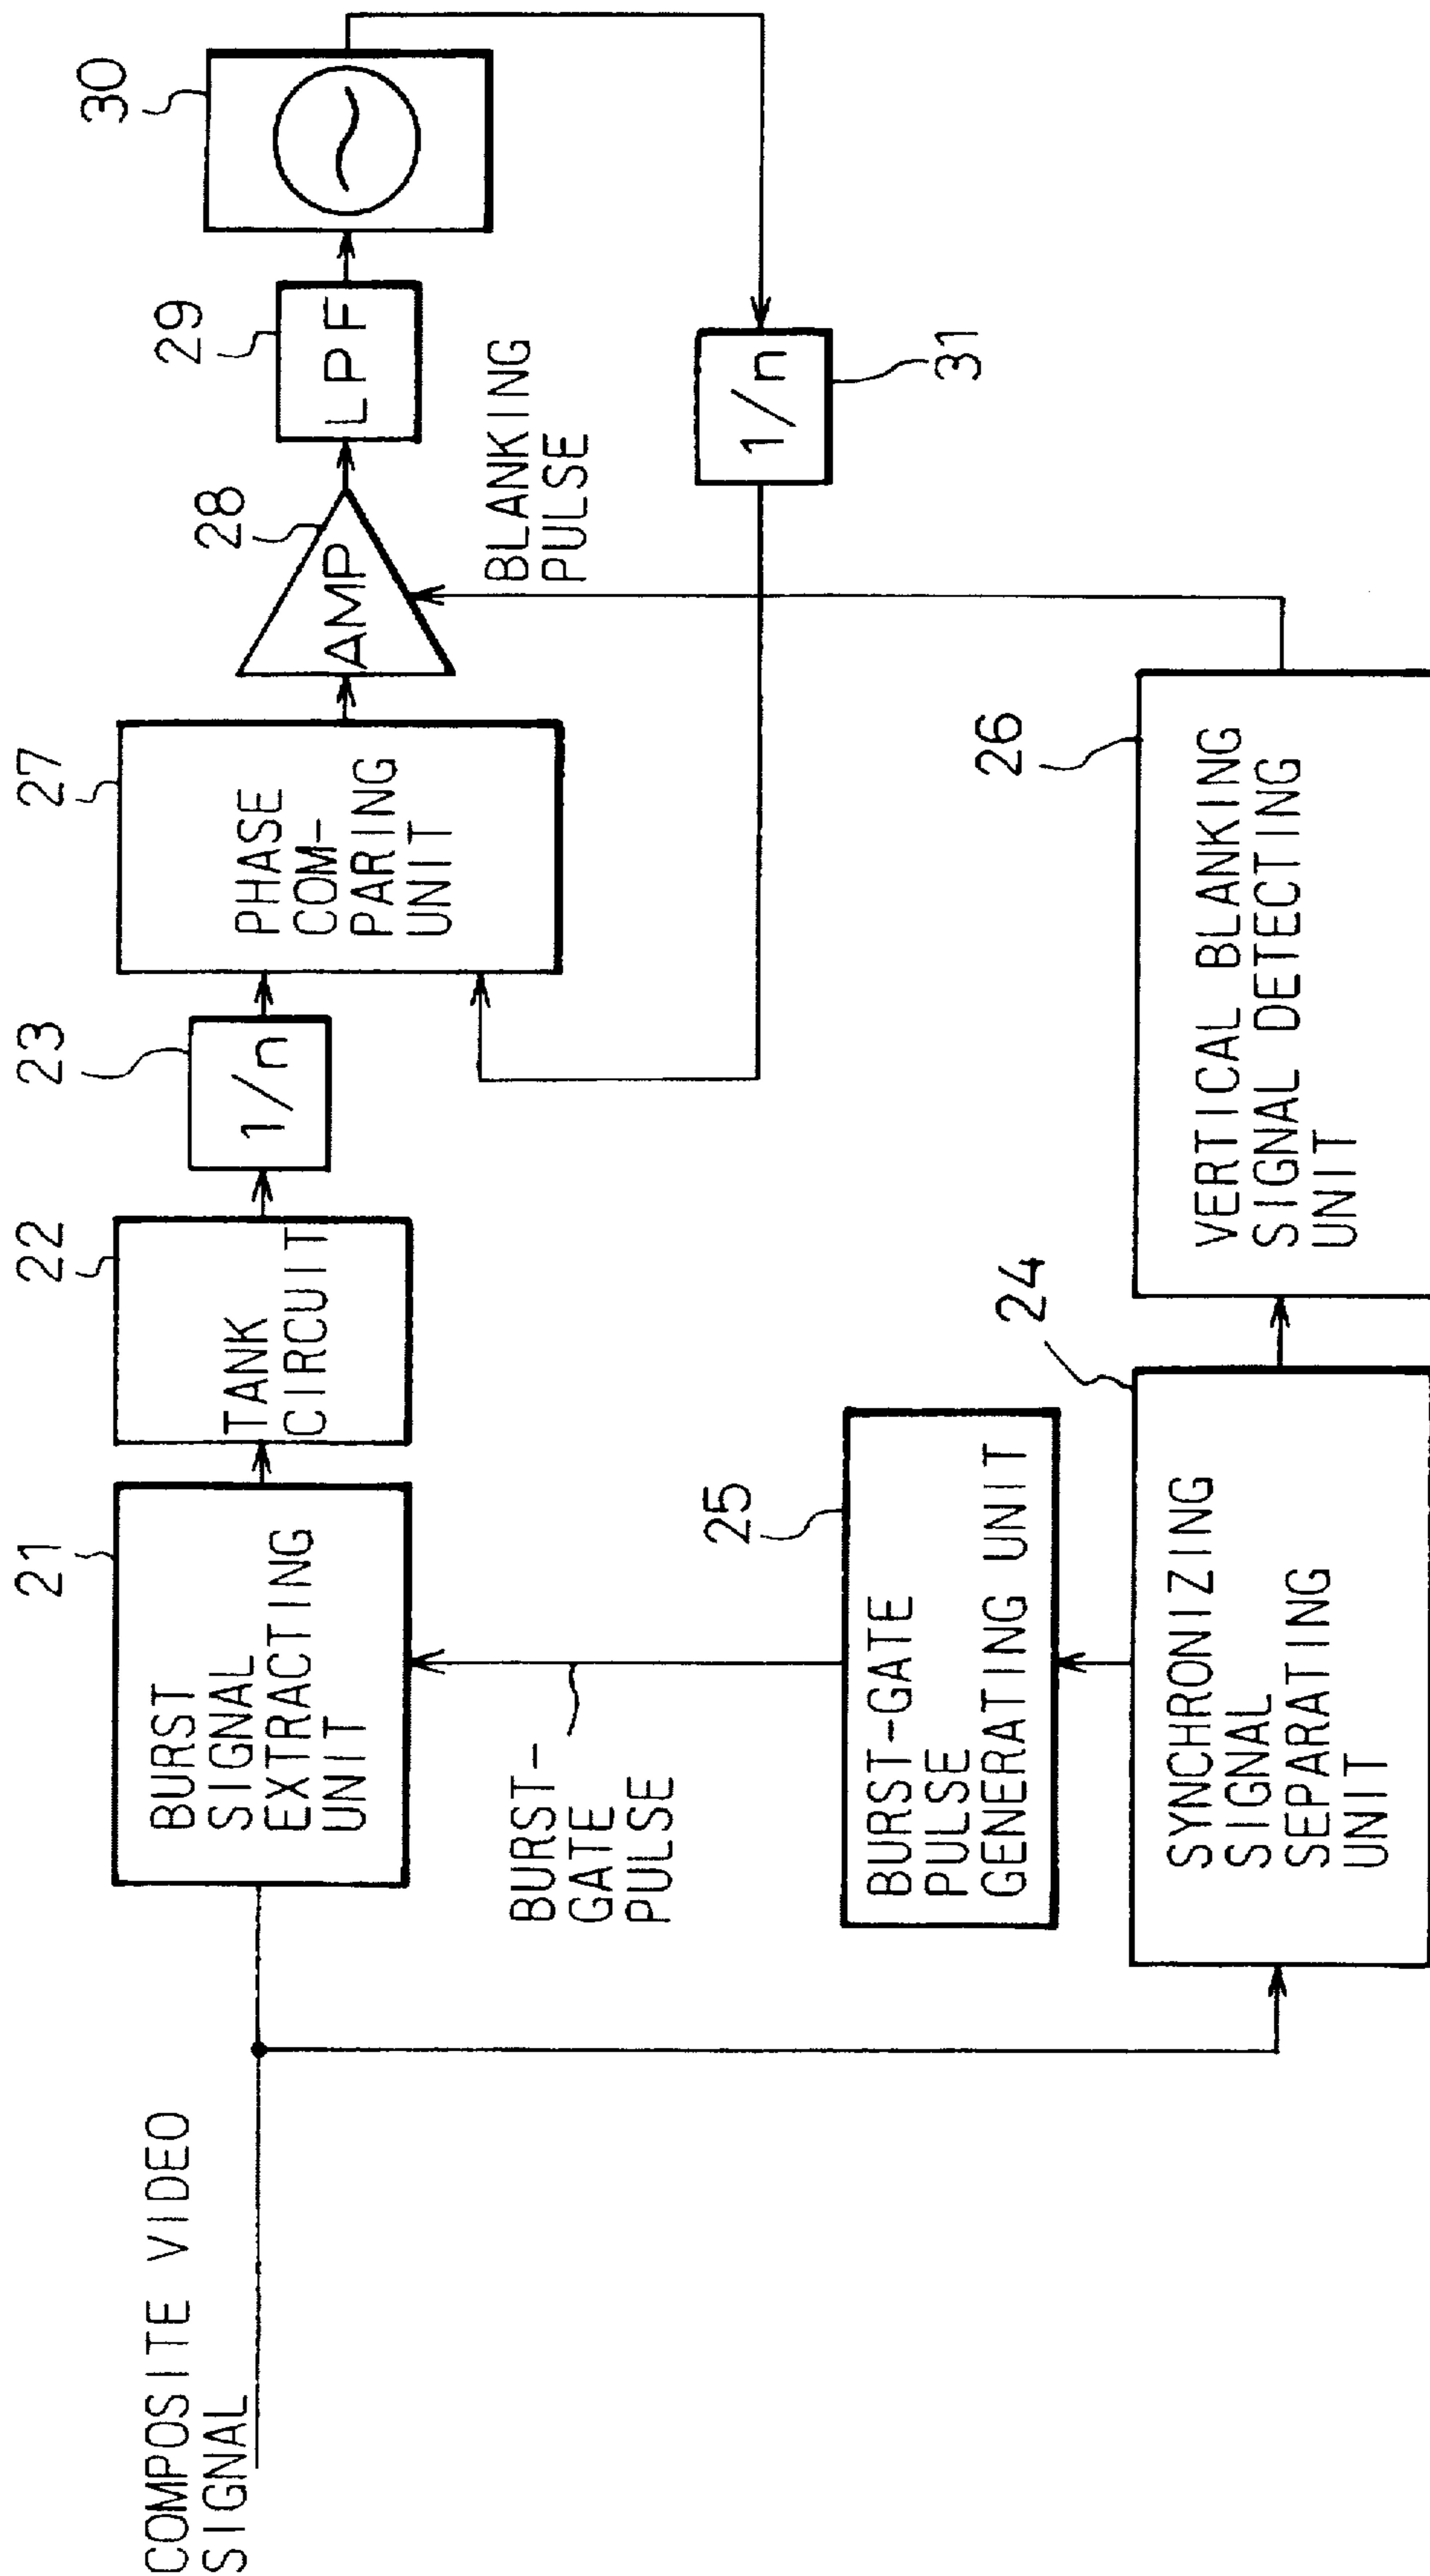 COMPOSITE VIDEO
SIGNAL
21
BURST
SIGNAL
EXTRACTING
UNIT
22
TANK
CIRCUIT
23
1/n
27
PHASE
COM-
PARING
UNIT
28
AMP
29
LPF
30
BURST-
GATE
PULSE
BLANKING
PULSE
31
1/n
25
BURST-GATE
PULSE
GENERATING UNIT
24
SYNCHRONIZING
SIGNAL
SEPARATING
UNIT
26
VERTICAL BLANKING
SIGNAL DETECTING
UNIT